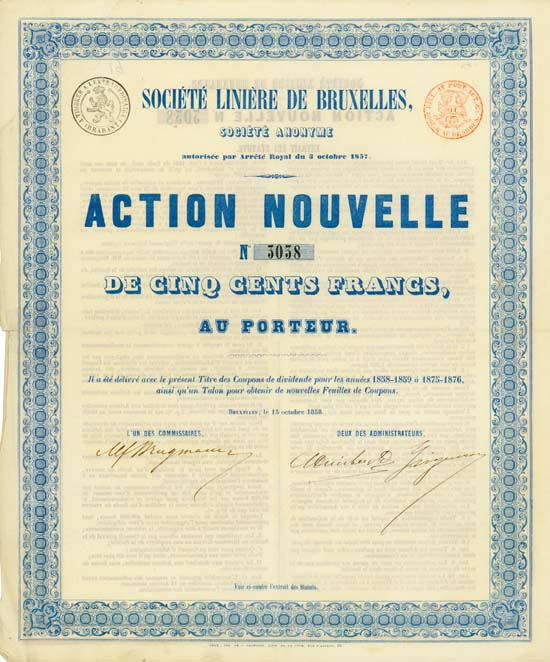 SOCIÉTÉ LINIÈRE DE BRUXELLES,
SOCIÉTÉ ANONYME
autorisée par Arrêté Royal du 3 octobre 1857.
ACTION NOUVELLE
N° 3038
DE CINQ CENTS FRANCS,
AU PORTEUR.
Il a été délivré avec le présent Titre des Coupons de dividende pour les années 1858-1859 à 1875-1876,
ainsi qu'un Talon pour obtenir de nouvelles Feuilles de Coupons.
BRUXELLES, le 15 octobre 1858.
L'UN DES COMMISSAIRES,
DEUX DES ADMINISTRATEURS,
Voir ci-contre l'extrait des Statuts.